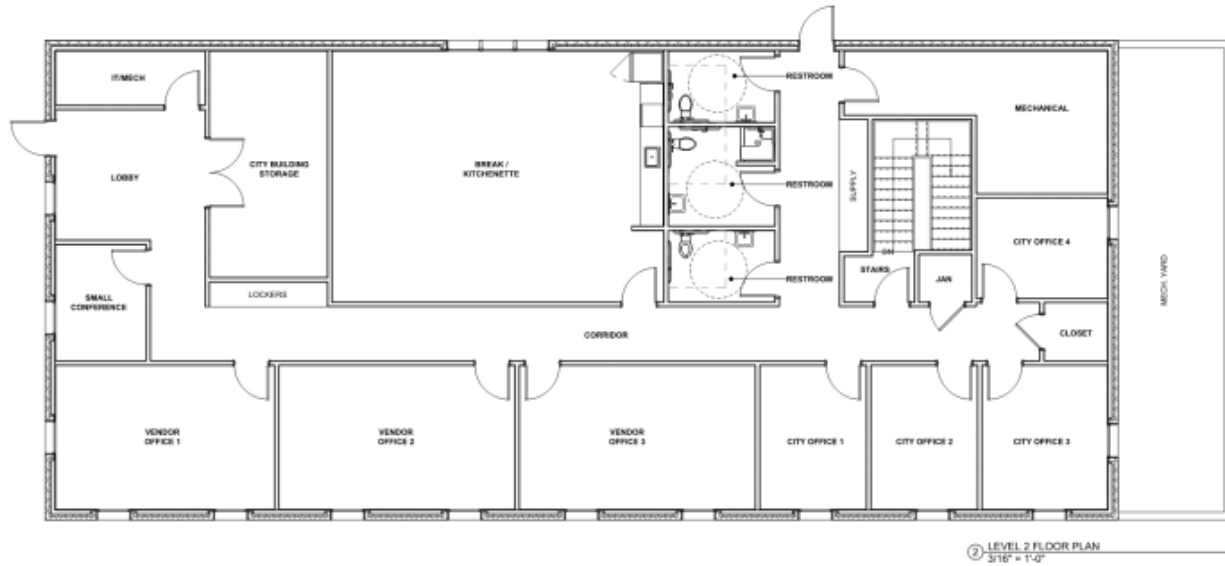 IT/MECH
RESTROOM
MECHANICAL
LOBBY
CITY BUILDING
STORAGE
BREAK /
KITCHENETTE
RESTROOM
SUPPLY
CITY OFFICE 4
DN
STAIRS
JAN
RESTROOM
MECH. YARD
LOCKERS
SMALL
CONFERENCE
CORRIDOR
CLOSET
VENDOR
OFFICE 1
VENDOR
OFFICE 2
VENDOR
OFFICE 3
CITY OFFICE 1
CITY OFFICE 2
CITY OFFICE 3
2
LEVEL 2 FLOOR PLAN
3/16" = 1'-0"